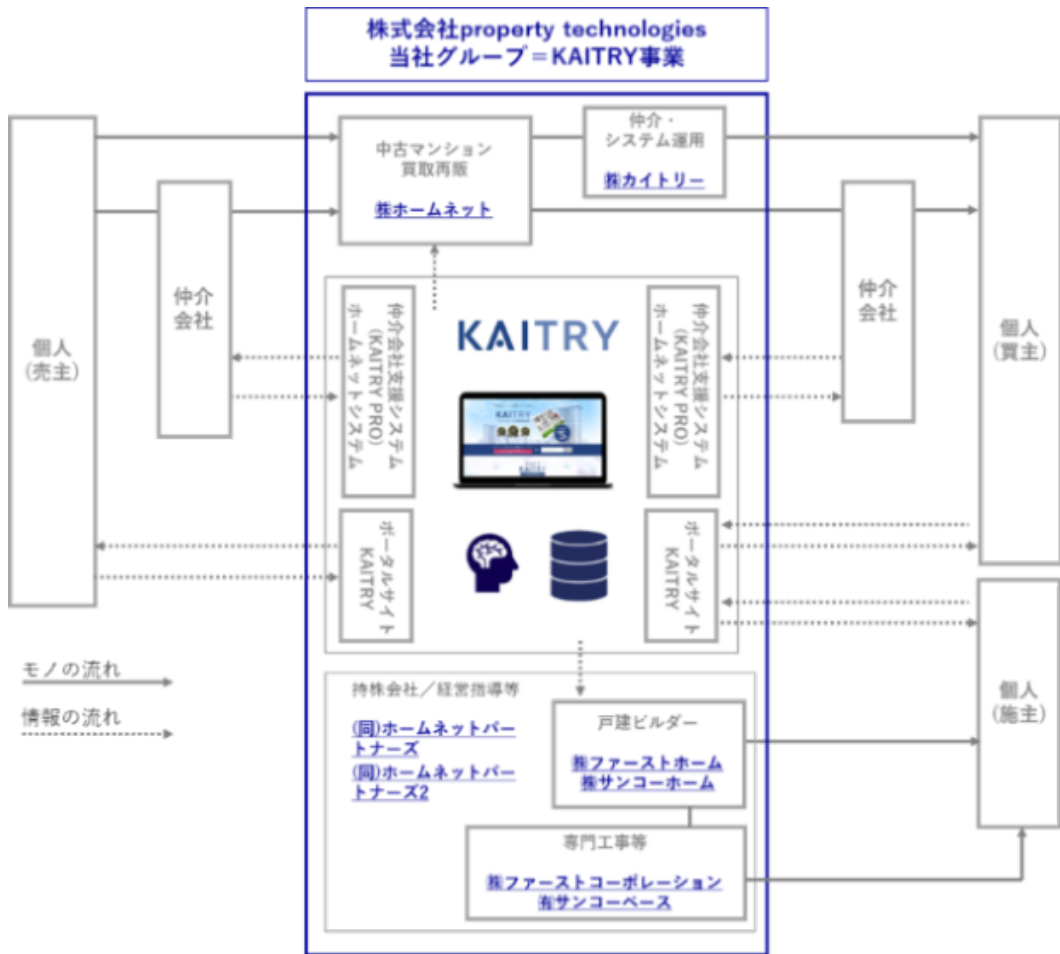 株式会社property technologies
当社グループ＝KAITRY事業
中古マンション
買取再販
㈱ホームネット
仲介・
システム運用
㈱カイトリー
個人
(売主)
仲介
会社
仲介会社支援システム
(KAITRY PRO)
ホームネットシステム
KAITRY
KAITRY
仲介会社支援システム
(KAITRY PRO)
ホームネットシステム
仲介
会社
個人
(買主)
ポータルサイト
KAITRY
ポータルサイト
KAITRY
モノの流れ
情報の流れ
持株会社／経営指導等
(同)ホームネットパー
トナーズ
(同)ホームネットパー
トナーズ2
戸建ビルダー
㈱ファーストホーム
㈱サンコーホーム
専門工事等
㈱ファーストコーポレーション
㈲サンコーベース
個人
(施主)